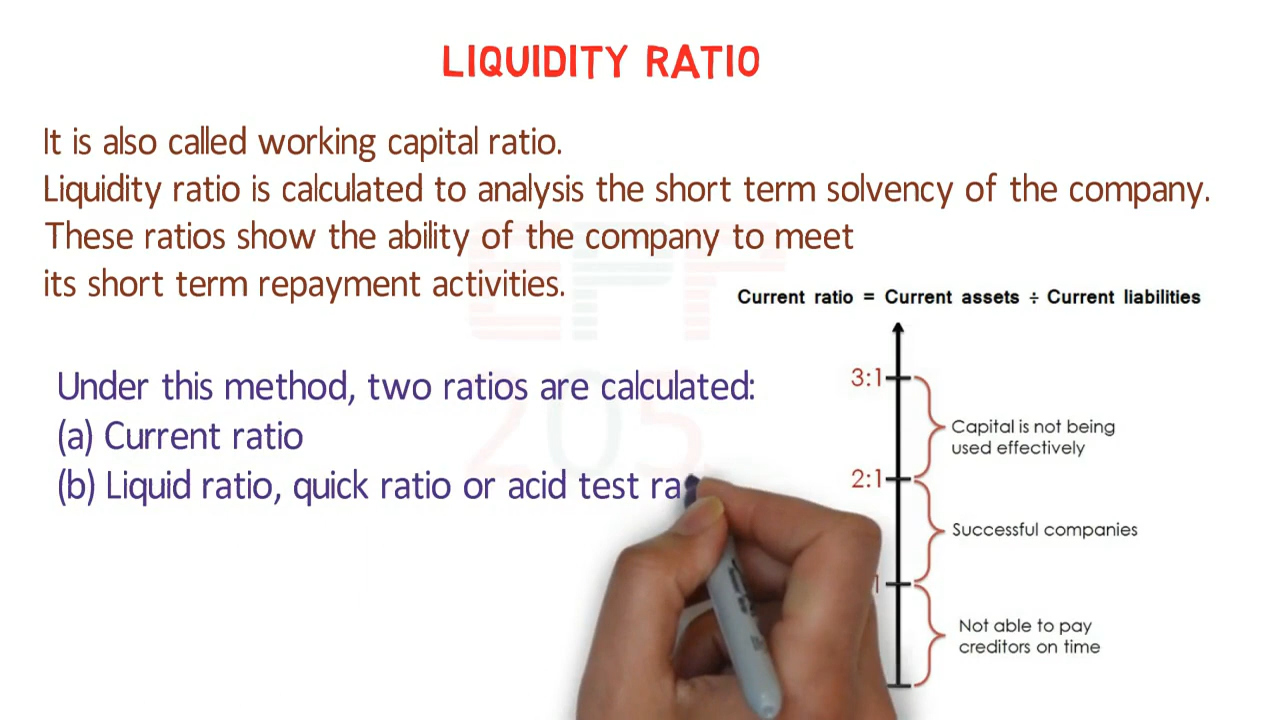 LIQUIDITY RATIO
It is also called working capital ratio.
Liquidity ratio is calculated to analysis the short term solvency of the company.
These ratios show the ability of the company to meet
its short term repayment activities.
Current ratio = Current assets ÷ Current liabilities
Under this method, two ratios are calculated:
(a) Current ratio
(b) Liquid ratio, quick ratio or acid test ra
3:1
Capital is not being
used effectively
2:1
Successful companies
1
Not able to pay
creditors on time
205